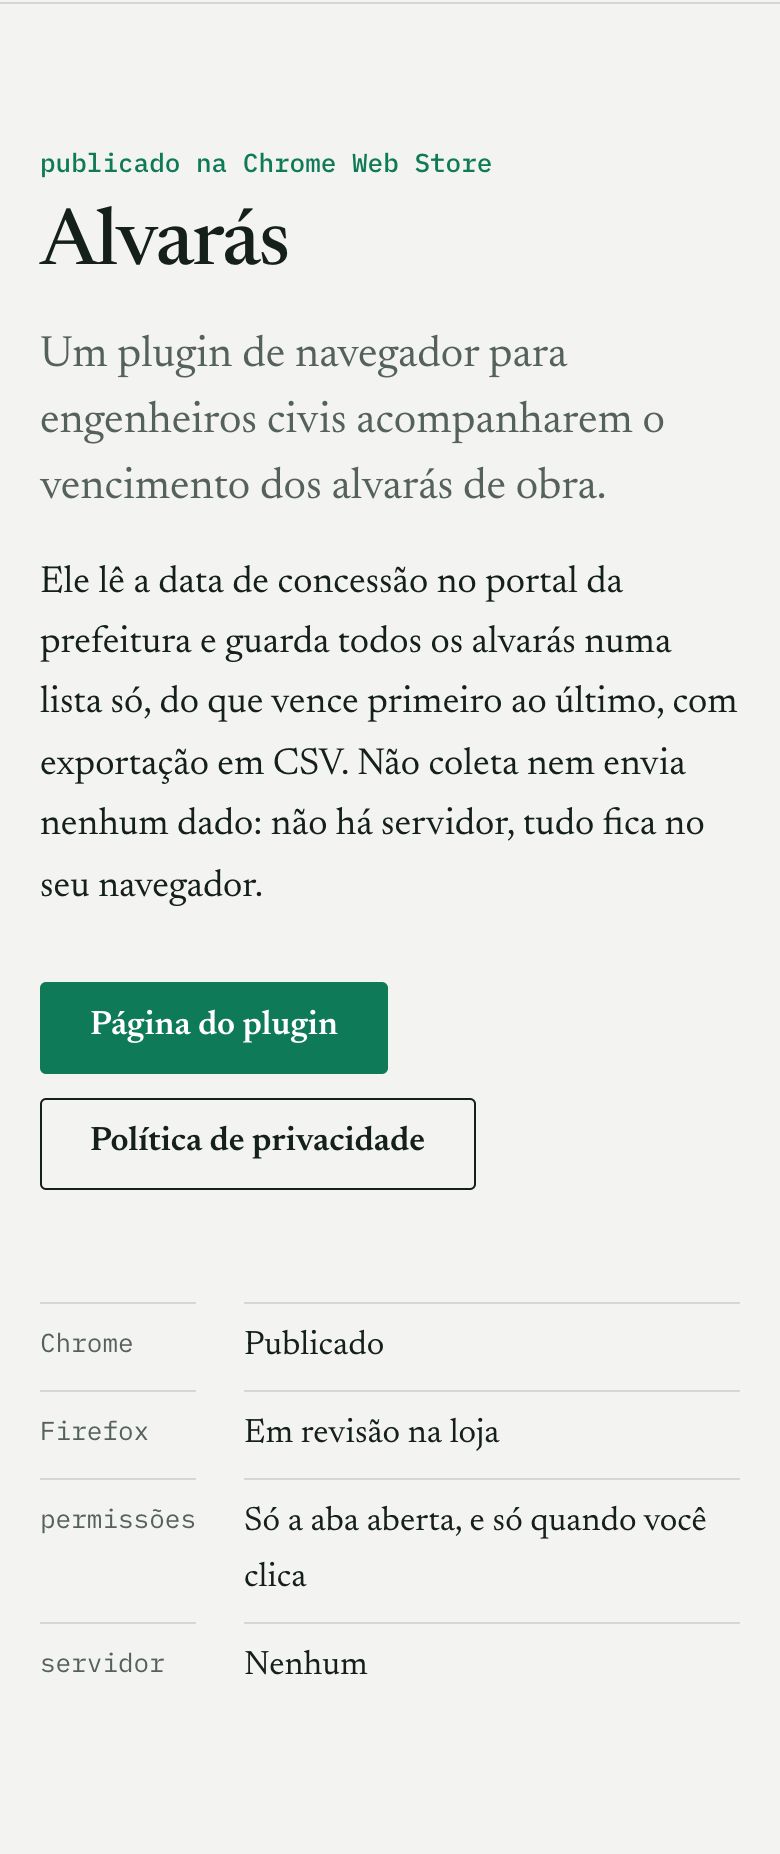 publicado na Chrome Web Store
Alvarás
Um plugin de navegador para
engenheiros civis acompanharem o
vencimento dos alvarás de obra.
Ele lê a data de concessão no portal da
prefeitura e guarda todos os alvarás numa
lista só, do que vence primeiro ao último, com
exportação em CSV. Não coleta nem envia
nenhum dado: não há servidor, tudo fica no
seu navegador.
Página do plugin
Política de privacidade
Chrome Publicado
Firefox Em revisão na loja
permissões Só a aba aberta, e só quando você
clica
servidor Nenhum